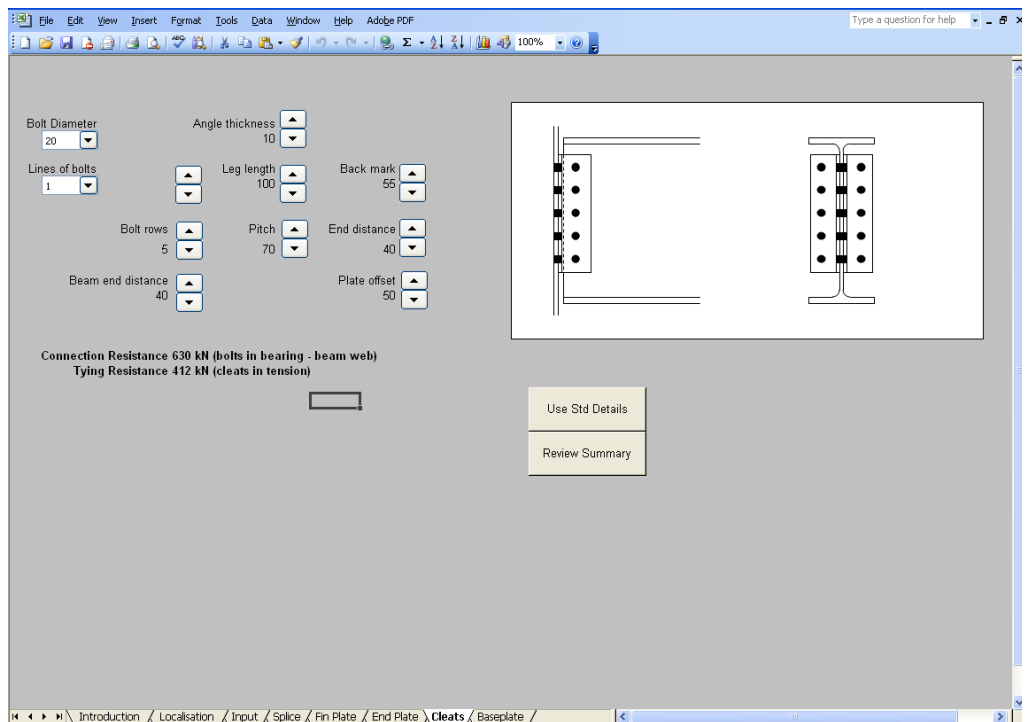 File Edit View Insert Format Tools Data Window Help Adobe PDF Type a question for help
100%
Bolt Diameter
20
Angle thickness
10
Lines of bolts
1
Leg length
100
Back mark
55
Bolt rows
5
Pitch
70
End distance
40
Beam end distance
40
Plate offset
50
Connection Resistance 630 kN (bolts in bearing - beam web)
Tying Resistance 412 kN (cleats in tension)
Use Std Details
Review Summary
Introduction / Localisation / Input / Splice / Fin Plate / End Plate \ Cleats / Baseplate /